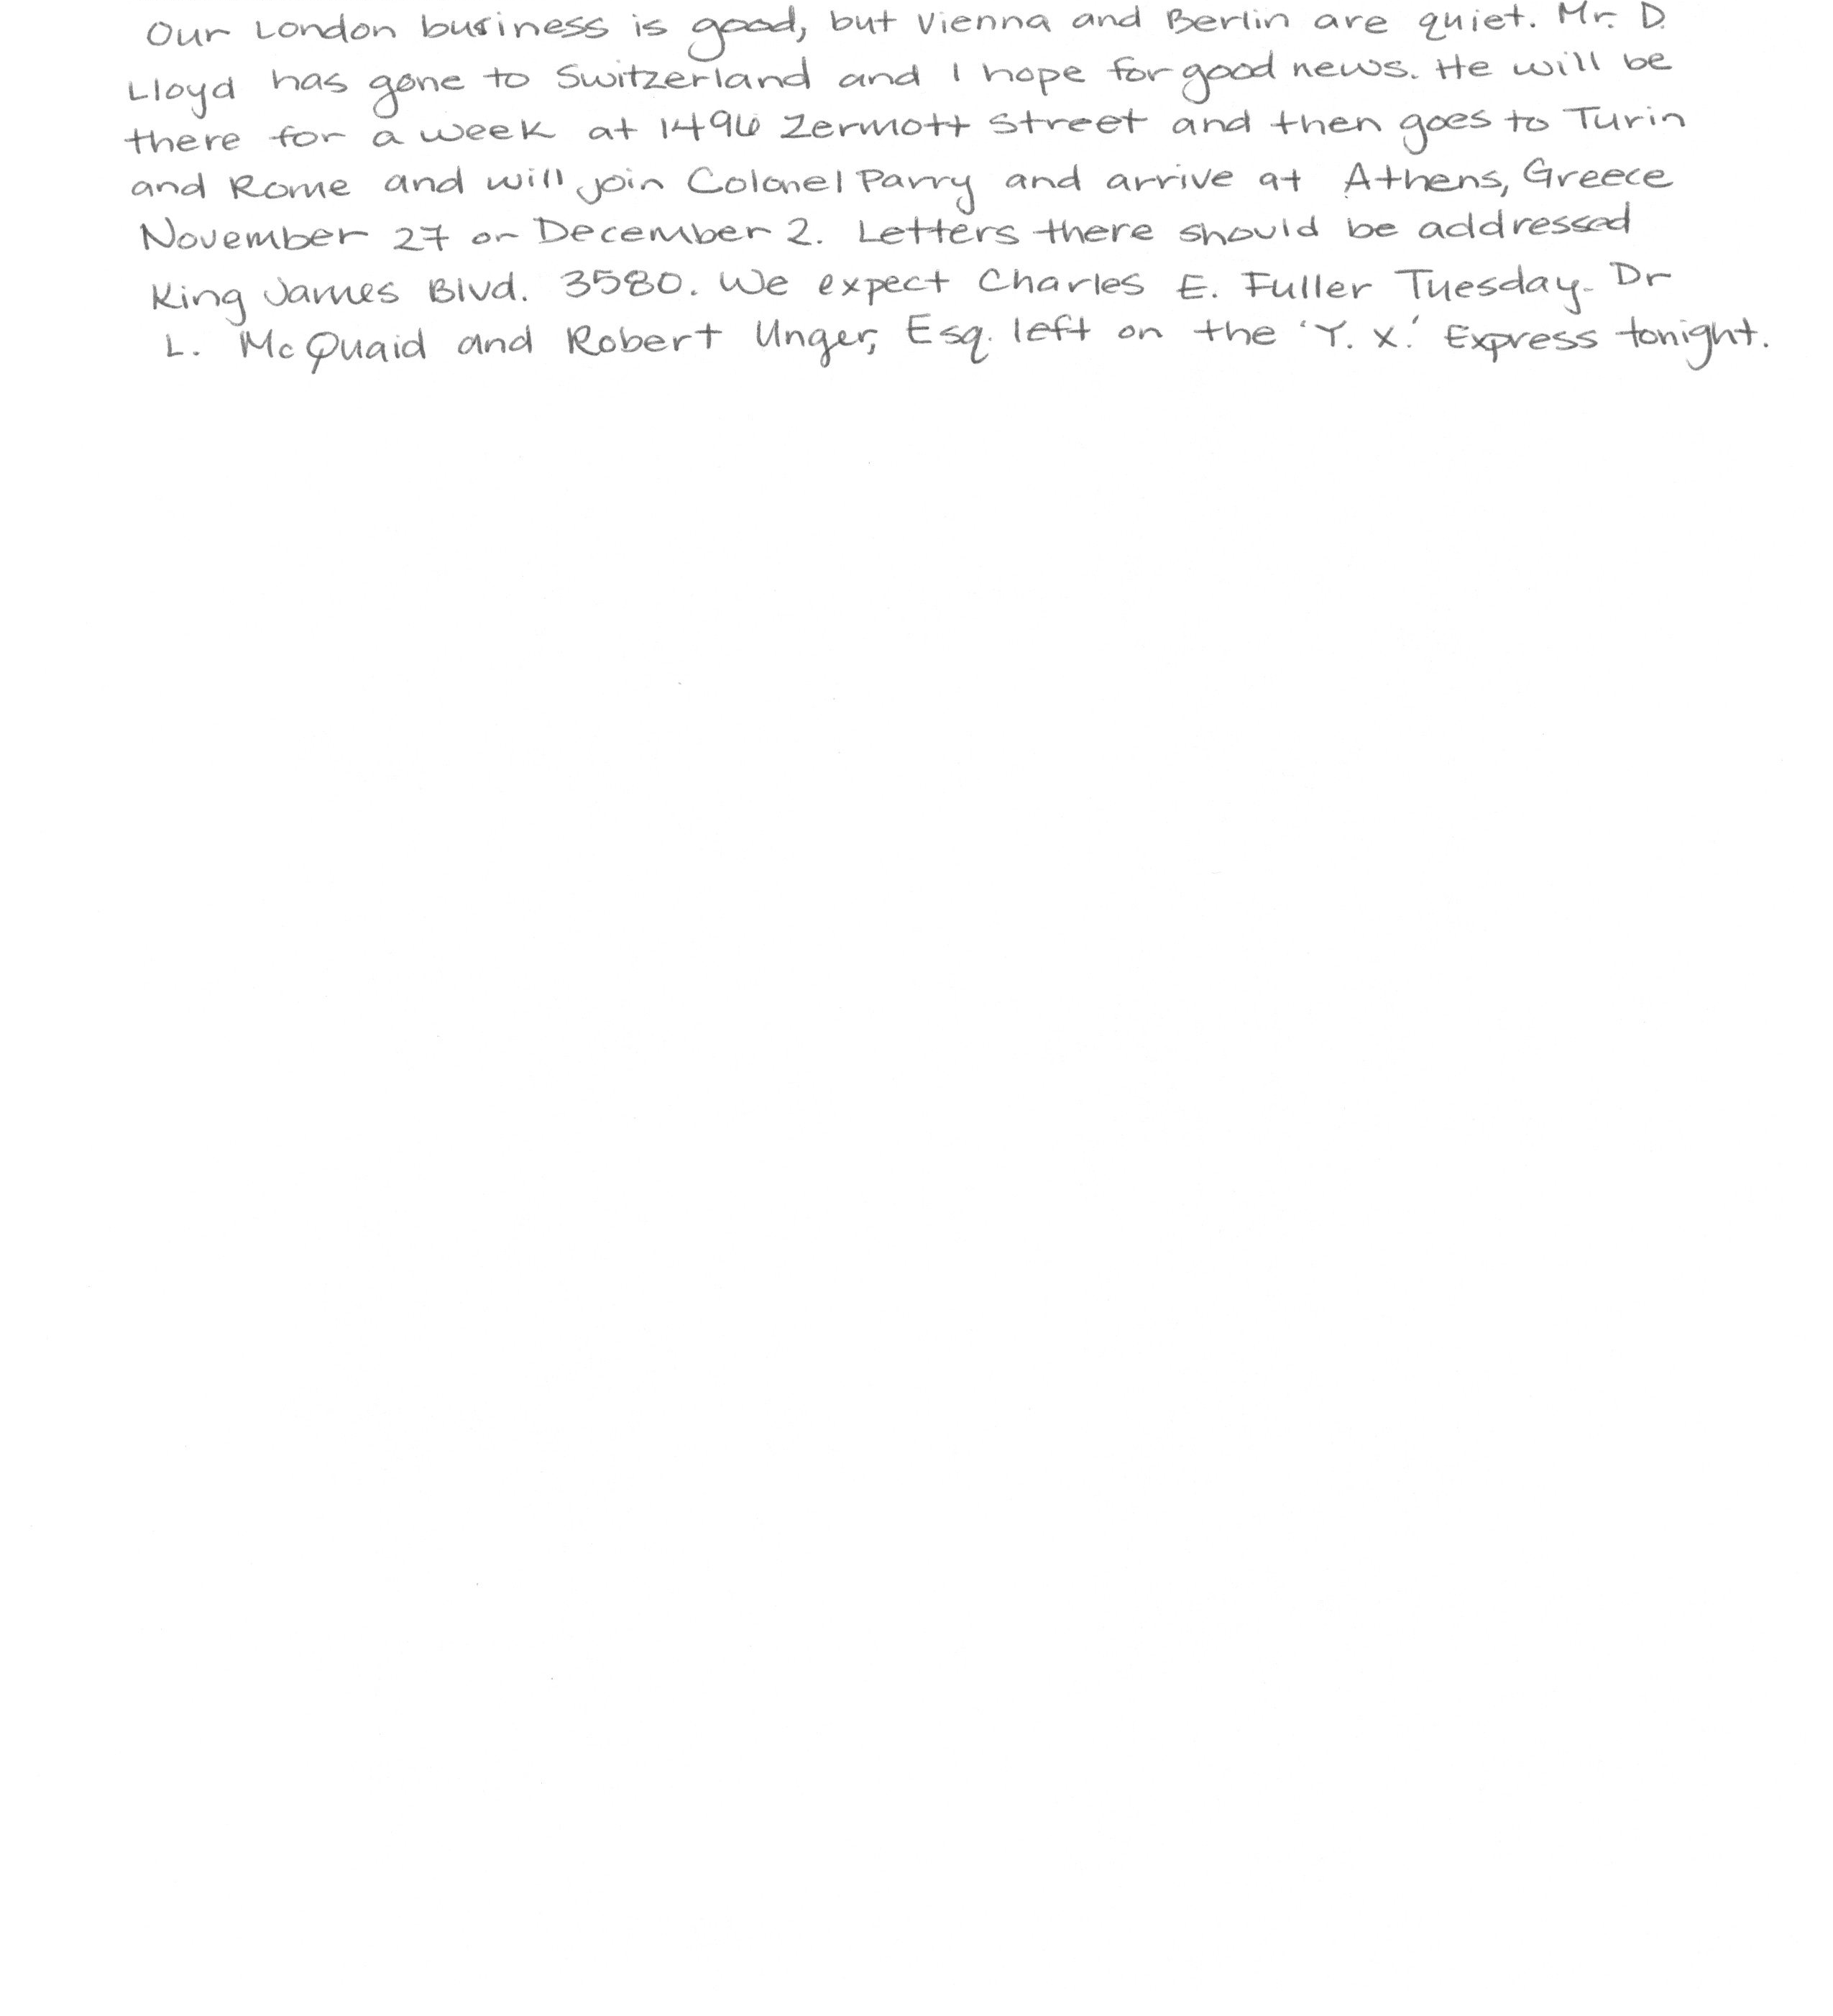 Our London business is good, but Vienna and Berlin are quiet. Mr. D.
Lloyd has gone to Switzerland and I hope for good news. He will be
there for a week at 1496 Zermott Street and then goes to Turin
and Rome and will join Colonel Parry and arrive at Athens, Greece
November 27 or December 2. Letters there should be addressed
King James Blvd. 3580. We expect Charles E. Fuller Tuesday. Dr
L. McQuaid and Robert Unger, Esq. left on the 'Y. X.' Express tonight.